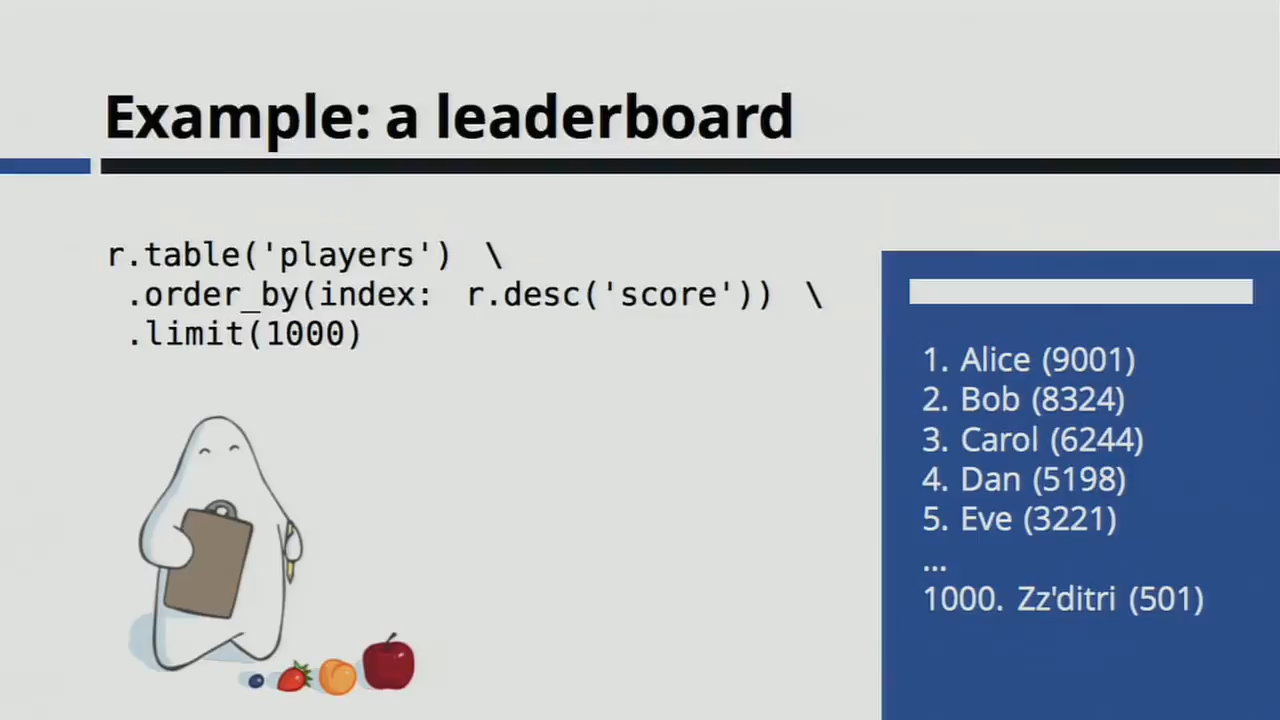 Example: a leaderboard
r.table('players') \
.order_by(index: r.desc('score')) \
.limit(1000)
1. Alice (9001)
2. Bob (8324)
3. Carol (6244)
4. Dan (5198)
5. Eve (3221)
...
1000. Zz'ditri (501)